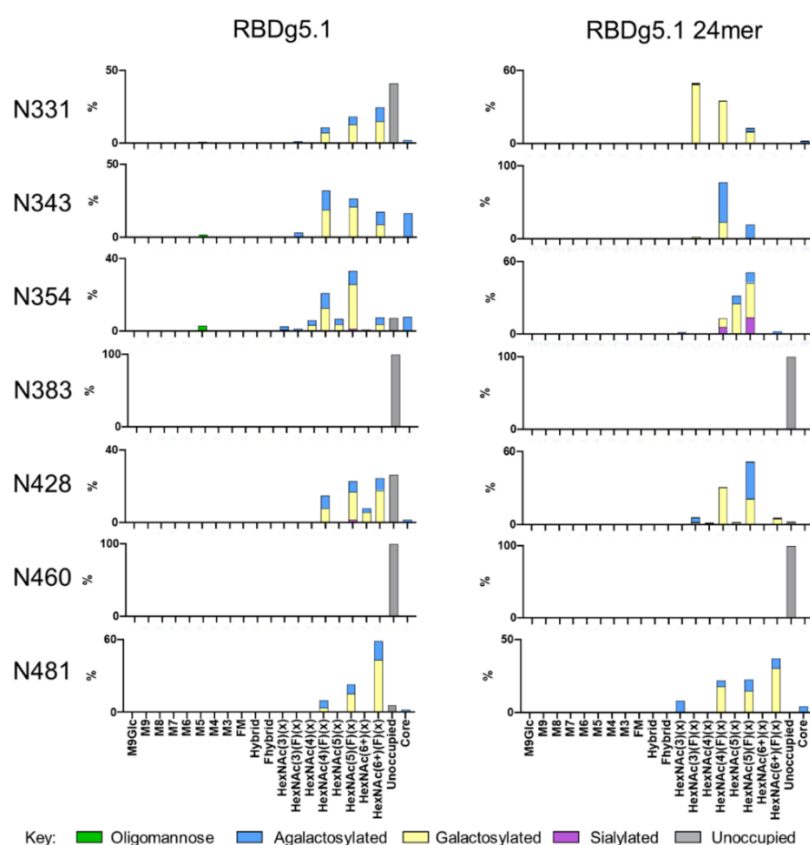 RBDg5.1 RBDg5.1 24mer
N331 % 50 0 % 60 0
N343 % 50 0 % 100 0
N354 % 40 0 % 60 0
N383 % 100 0 % 100 0
N428 % 40 0 % 60 0
N460 % 100 0 % 100 0
N481 % 60 0 % 50 0
M9Glc M9 M8 M7 M6 M5 M4 M3 FM Hybrid Fhybrid HexNAc(3)(x) HexNAc(3)(F)(x) HexNAc(4)(x) HexNAc(4)(F)(x) HexNAc(5)(x) HexNAc(5)(F)(x) HexNAc(6+)(x) HexNAc(6+)(F)(x) Unoccupied Core M9Glc M9 M8 M7 M6 M5 M4 M3 FM Hybrid Fhybrid HexNAc(3)(x) HexNAc(3)(F)(x) HexNAc(4)(x) HexNAc(4)(F)(x) HexNAc(5)(x) HexNAc(5)(F)(x) HexNAc(6+)(x) HexNAc(6+)(F)(x) Unoccupied Core
Key: Oligomannose Agalactosylated Galactosylated Sialylated Unoccupied